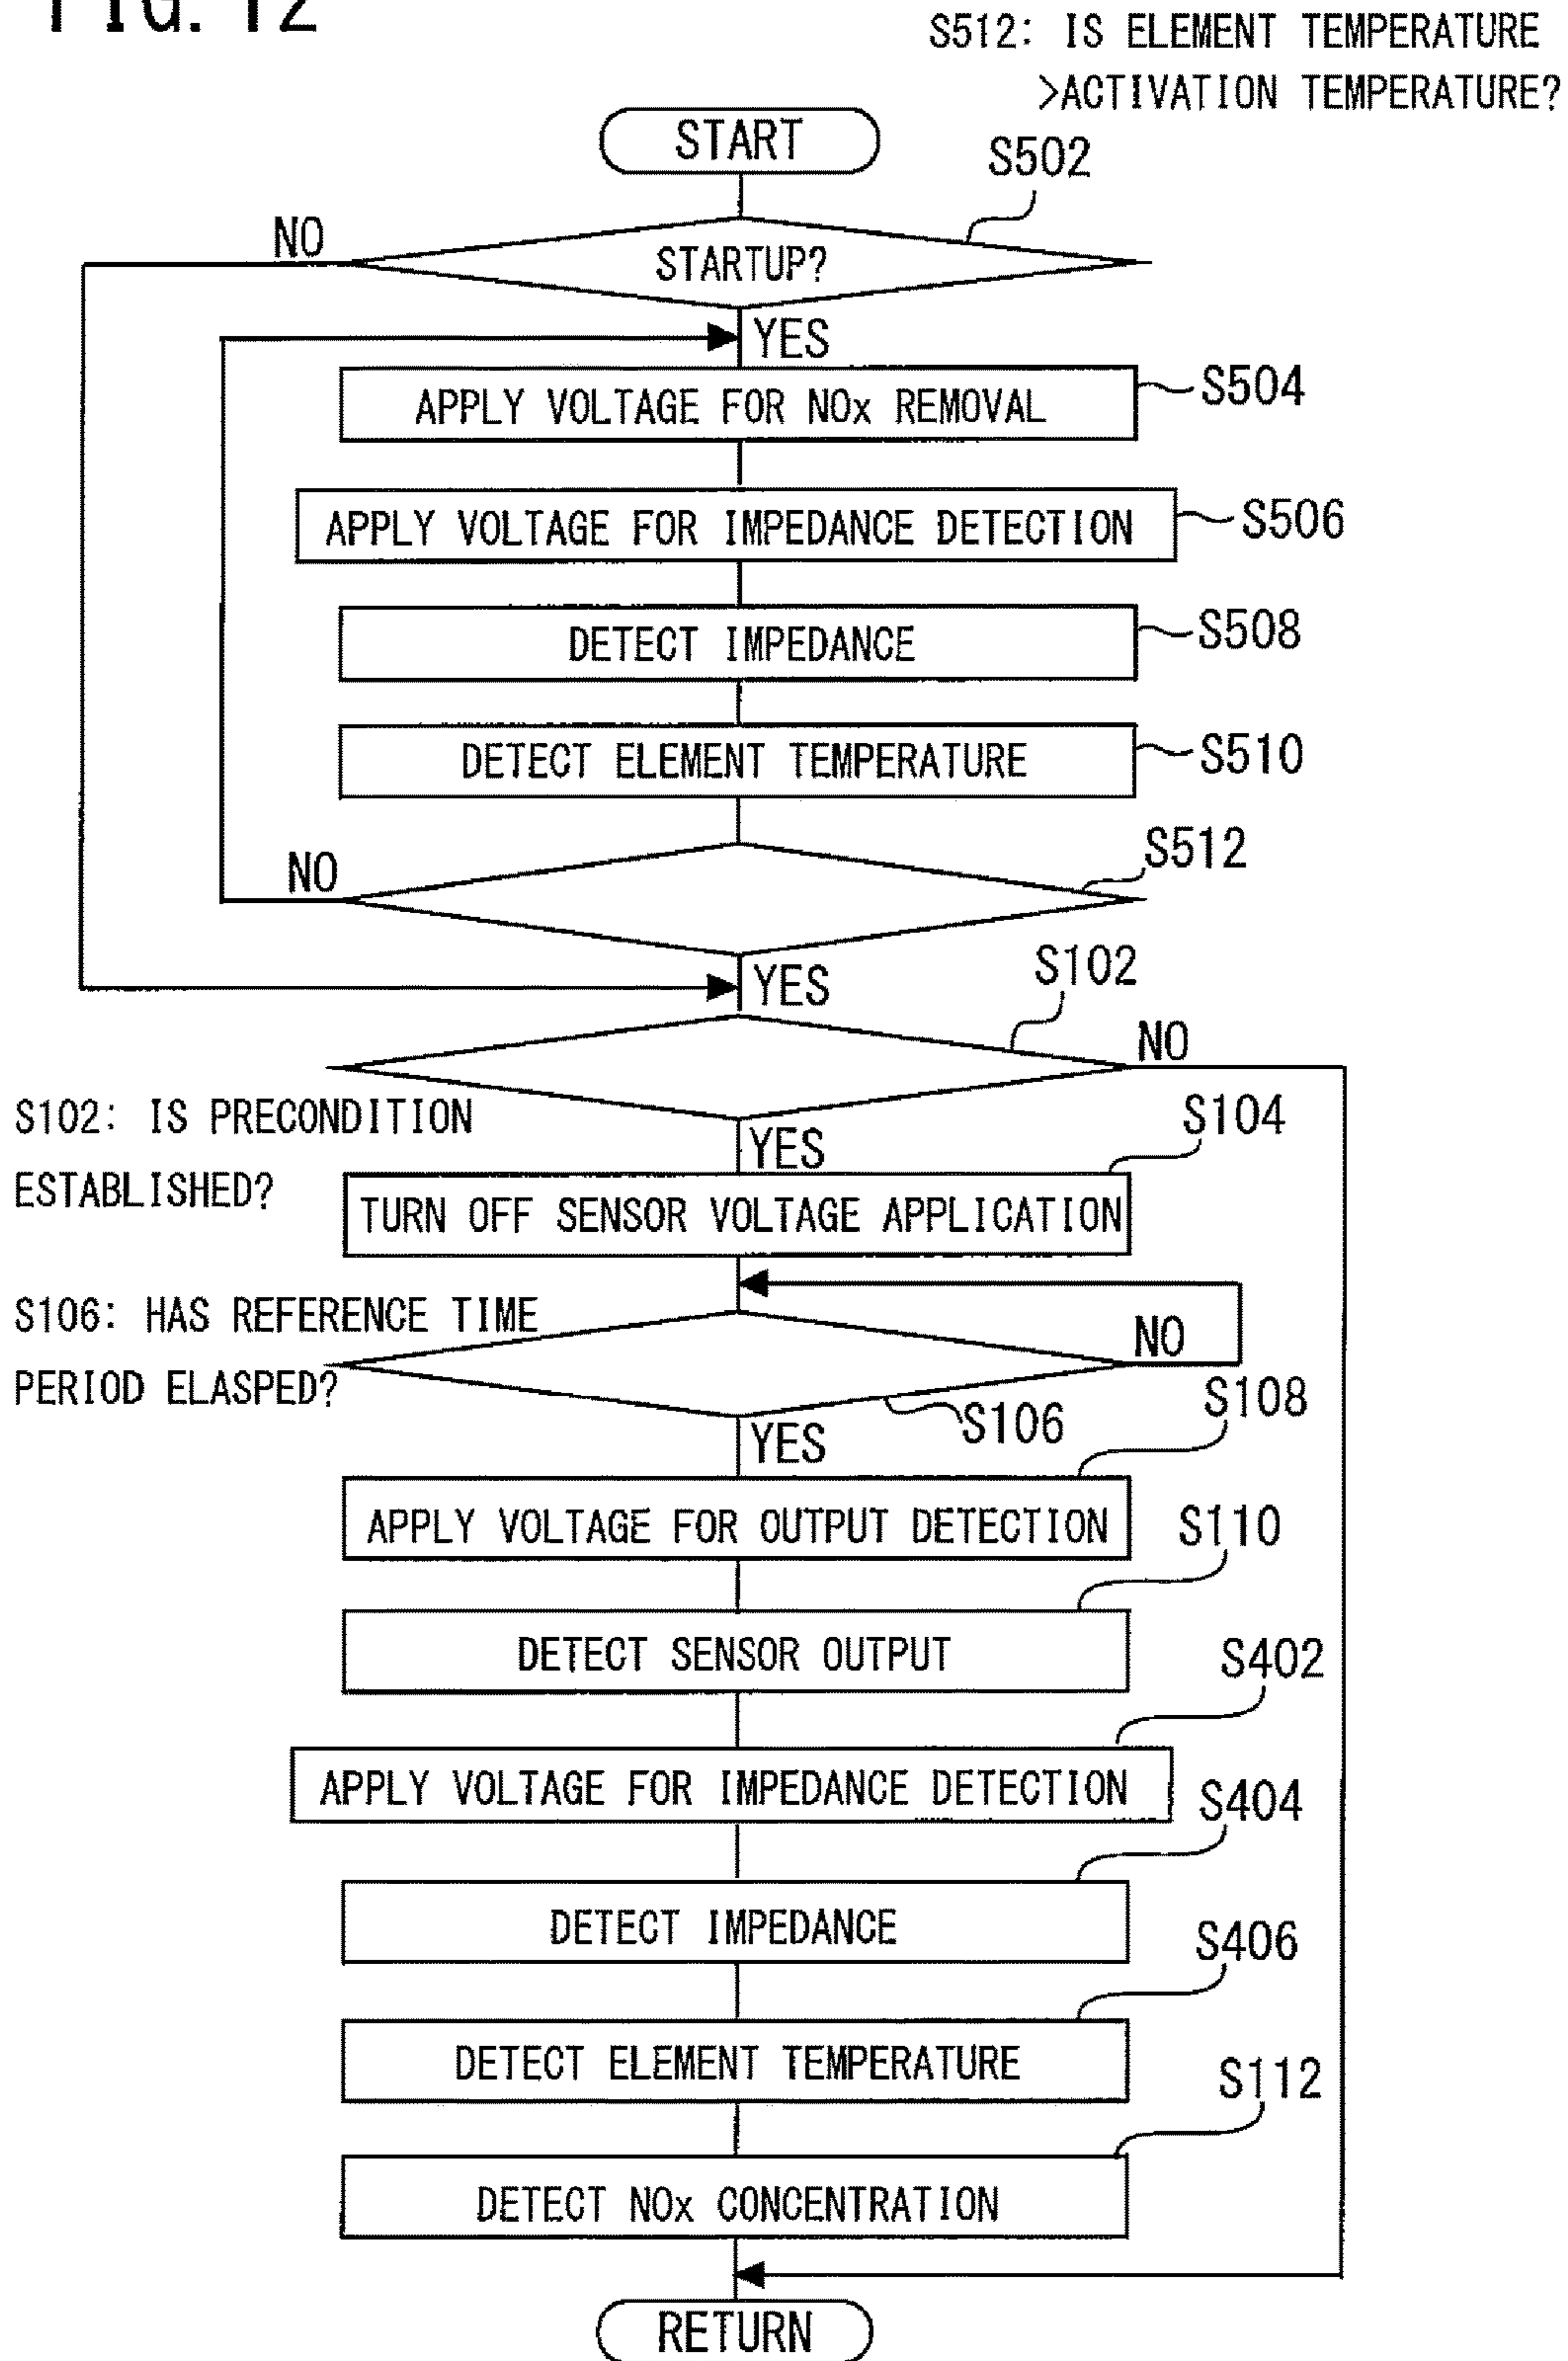 FIG. 12
S512: IS ELEMENT TEMPERATURE
>ACTIVATION TEMPERATURE?
START
S502
NO
STARTUP?
YES
APPLY VOLTAGE FOR NOx REMOVAL
S504
APPLY VOLTAGE FOR IMPEDANCE DETECTION
S506
DETECT IMPEDANCE
S508
DETECT ELEMENT TEMPERATURE
S510
S512
NO
YES
S102
NO
S102: IS PRECONDITION
ESTABLISHED?
YES
S104
TURN OFF SENSOR VOLTAGE APPLICATION
S106: HAS REFERENCE TIME
PERIOD ELASPED?
NO
S106
YES
S108
APPLY VOLTAGE FOR OUTPUT DETECTION
S110
DETECT SENSOR OUTPUT
S402
APPLY VOLTAGE FOR IMPEDANCE DETECTION
S404
DETECT IMPEDANCE
S406
DETECT ELEMENT TEMPERATURE
S112
DETECT NOx CONCENTRATION
RETURN